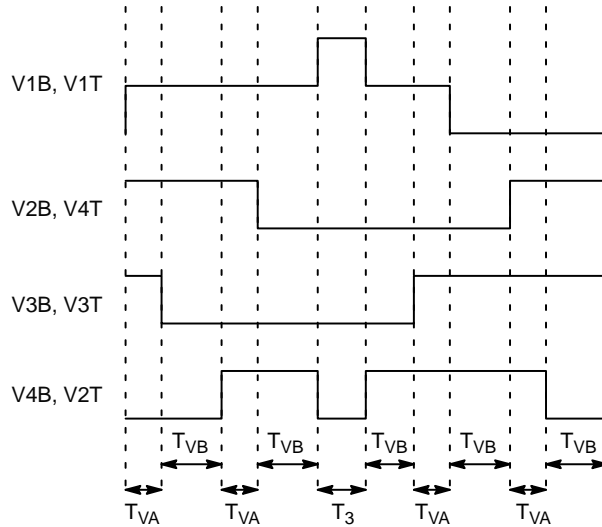 V1B, V1T
V2B, V4T
V3B, V3T
V4B, V2T
TVB TVB TVB TVB TVB
TVA TVA T3 TVA TVA